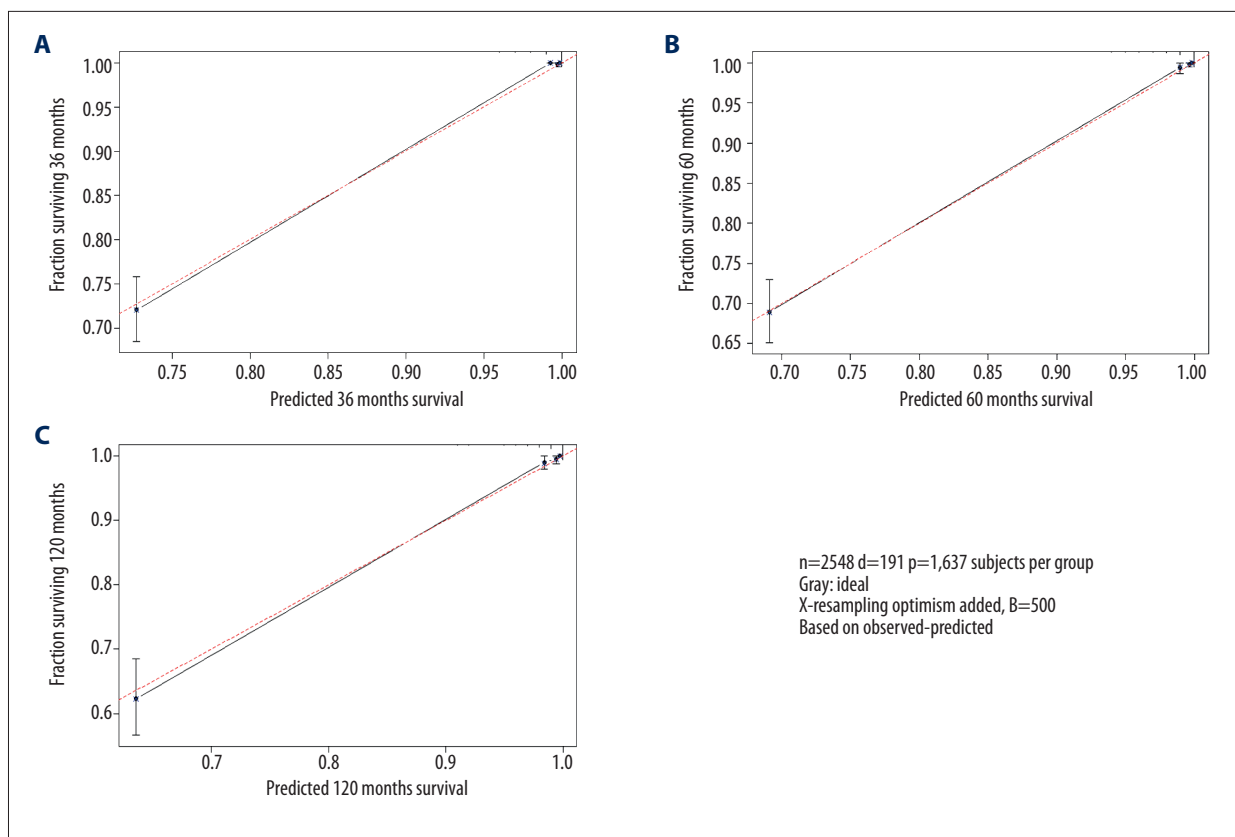 A
Fraction surviving 36 months
1.00
0.95
0.90
0.85
0.80
0.75
0.70
0.75 0.80 0.85 0.90 0.95 1.00
Predicted 36 months survival
B
Fraction surviving 60 months
1.00
0.95
0.90
0.85
0.80
0.75
0.70
0.65
0.70 0.75 0.80 0.85 0.90 0.95 1.00
Predicted 60 months survival
C
Fraction surviving 120 months
1.0
0.9
0.8
0.7
0.6
0.7 0.8 0.9 1.0
Predicted 120 months survival
n=2548 d=191 p=1,637 subjects per group
Gray: ideal
X-resampling optimism added, B=500
Based on observed-predicted